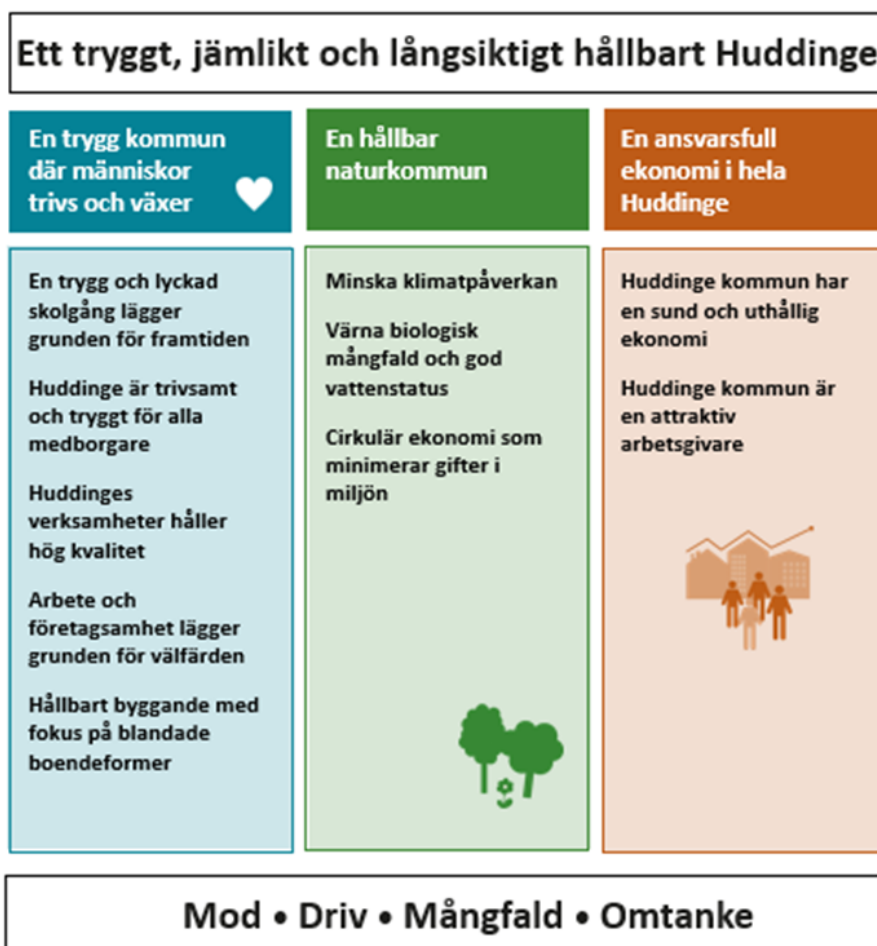 Ett tryggt, jämlikt och långsiktigt hållbart Huddinge
En trygg kommun
där människor
trivs och växer
En hållbar
naturkommun
En ansvarsfull
ekonomi i hela
Huddinge
En trygg och lyckad
skolgång lägger
grunden för framtiden
Huddinge är trivsamt
och tryggt för alla
medborgare
Huddinges
verksamheter håller
hög kvalitet
Arbete och
företagsamhet lägger
grunden för välfärden
Hållbart byggande med
fokus på blandade
boendeformer
Minska klimatpåverkan
Värna biologisk
mångfald och god
vattenstatus
Cirkulär ekonomi som
minimerar gifter i
miljön
Huddinge kommun har
en sund och uthållig
ekonomi
Huddinge kommun är
en attraktiv
arbetsgivare
Mod • Driv • Mångfald • Omtanke